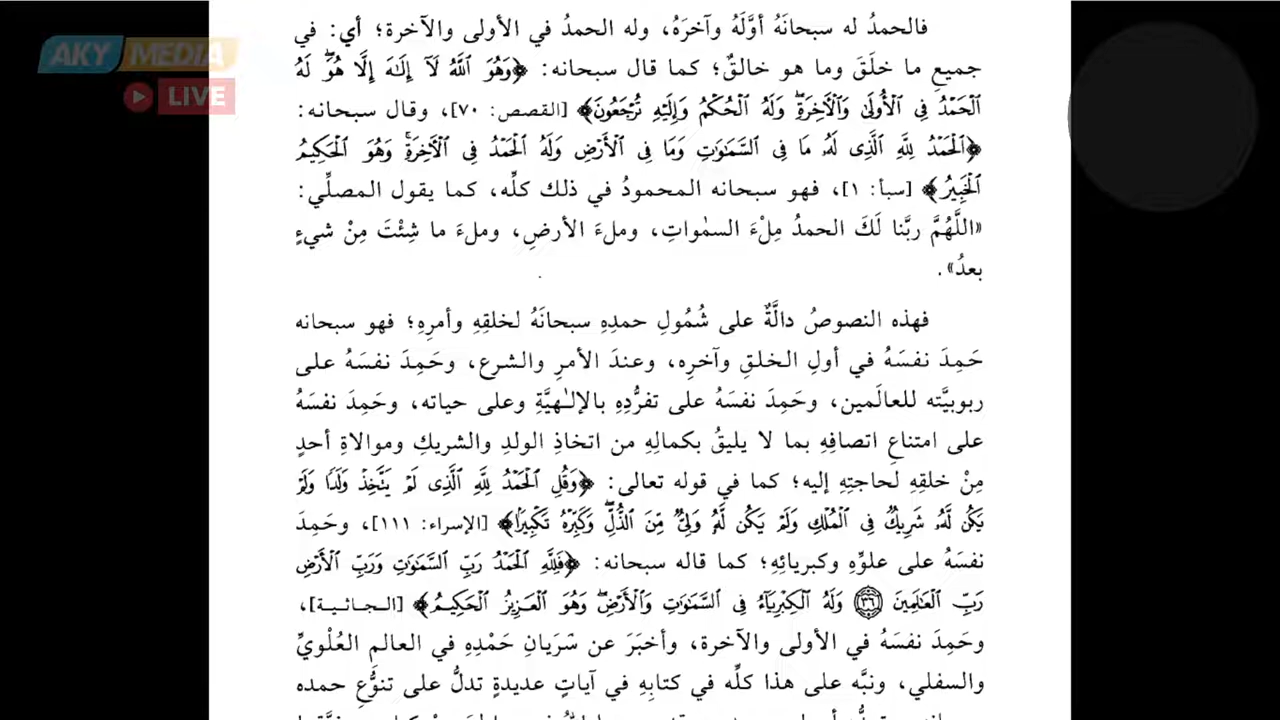 AKY MEDIA
LIVE
فالحمدُ له سبحانَهُ أوَّلَهُ وآخرَهُ، وله الحمدُ في الأولى والآخرة؛ أي: في
جميعِ ما خلَقَ وما هو خالقٌ؛ كما قال سبحانه: ﴿وَهُوَ ٱللَّهُ لَآ إِلَٰهَ إِلَّا هُوَۖ لَهُ
ٱلْحَمْدُ فِى ٱلْأُولَىٰ وَٱلْآخِرَةِۖ وَلَهُ ٱلْحُكْمُ وَإِلَيْهِ تُرْجَعُونَ﴾ [القصص: ٧٠]، وقال سبحانه:
﴿ٱلْحَمْدُ لِلَّهِ ٱلَّذِى لَهُۥ مَا فِى ٱلسَّمَٰوَٰتِ وَمَا فِى ٱلْأَرْضِ وَلَهُ ٱلْحَمْدُ فِى ٱلْآخِرَةِۚ وَهُوَ ٱلْحَكِيمُ
ٱلْخَبِيرُ﴾ [سبأ: ١]، فهو سبحانه المحمودُ في ذلك كلِّه، كما يقول المصلِّي:
«اللَّهُمَّ ربَّنا لَكَ الحمدُ مِلْءَ السمٰواتِ، وملءَ الأرضِ، وملءَ ما شِئْتَ مِنْ شيءٍ
بعدُ».
فهذه النصوصُ دالَّةٌ على شُمُولِ حمدِهِ سبحانَهُ لخلقِهِ وأمرِهِ؛ فهو سبحانه
حَمِدَ نفسَهُ في أولِ الخلقِ وآخرِه، وعندَ الأمرِ والشرع، وحَمِدَ نفسَهُ على
ربوبيَّته للعالَمين، وحَمِدَ نفسَهُ على تفرُّدِهِ بالإلـٰهيَّةِ وعلى حياته، وحَمِدَ نفسَهُ
على امتناعِ اتصافِهِ بما لا يليقُ بكمالِهِ من اتخاذِ الولدِ والشريكِ وموالاةِ أحدٍ
مِنْ خلقِهِ لحاجتِهِ إليه؛ كما في قوله تعالى: ﴿وَقُلِ ٱلْحَمْدُ لِلَّهِ ٱلَّذِى لَمْ يَتَّخِذْ وَلَدًا وَلَمْ
يَكُن لَّهُۥ شَرِيكٌ فِى ٱلْمُلْكِ وَلَمْ يَكُن لَّهُۥ وَلِىٌّ مِّنَ ٱلذُّلِّۖ وَكَبِّرْهُ تَكْبِيرًا﴾ [الإسراء: ١١١]، وحَمِدَ
نفسَهُ على علوِّهِ وكبريائِهِ؛ كما قاله سبحانه: ﴿فَلِلَّهِ ٱلْحَمْدُ رَبِّ ٱلسَّمَٰوَٰتِ وَرَبِّ ٱلْأَرْضِ
رَبِّ ٱلْعَٰلَمِينَ ٣٦ وَلَهُ ٱلْكِبْرِيَآءُ فِى ٱلسَّمَٰوَٰتِ وَٱلْأَرْضِۖ وَهُوَ ٱلْعَزِيزُ ٱلْحَكِيمُ﴾ [الجاثية]،
وحَمِدَ نفسَهُ في الأولى والآخرة، وأخبَرَ عن سَرَيانِ حَمْدِهِ في العالم العُلْويِّ
والسفلي، ونبَّه على هذا كلِّه في كتابِهِ في آياتٍ عديدةٍ تدلُّ على تنوُّعِ حمده